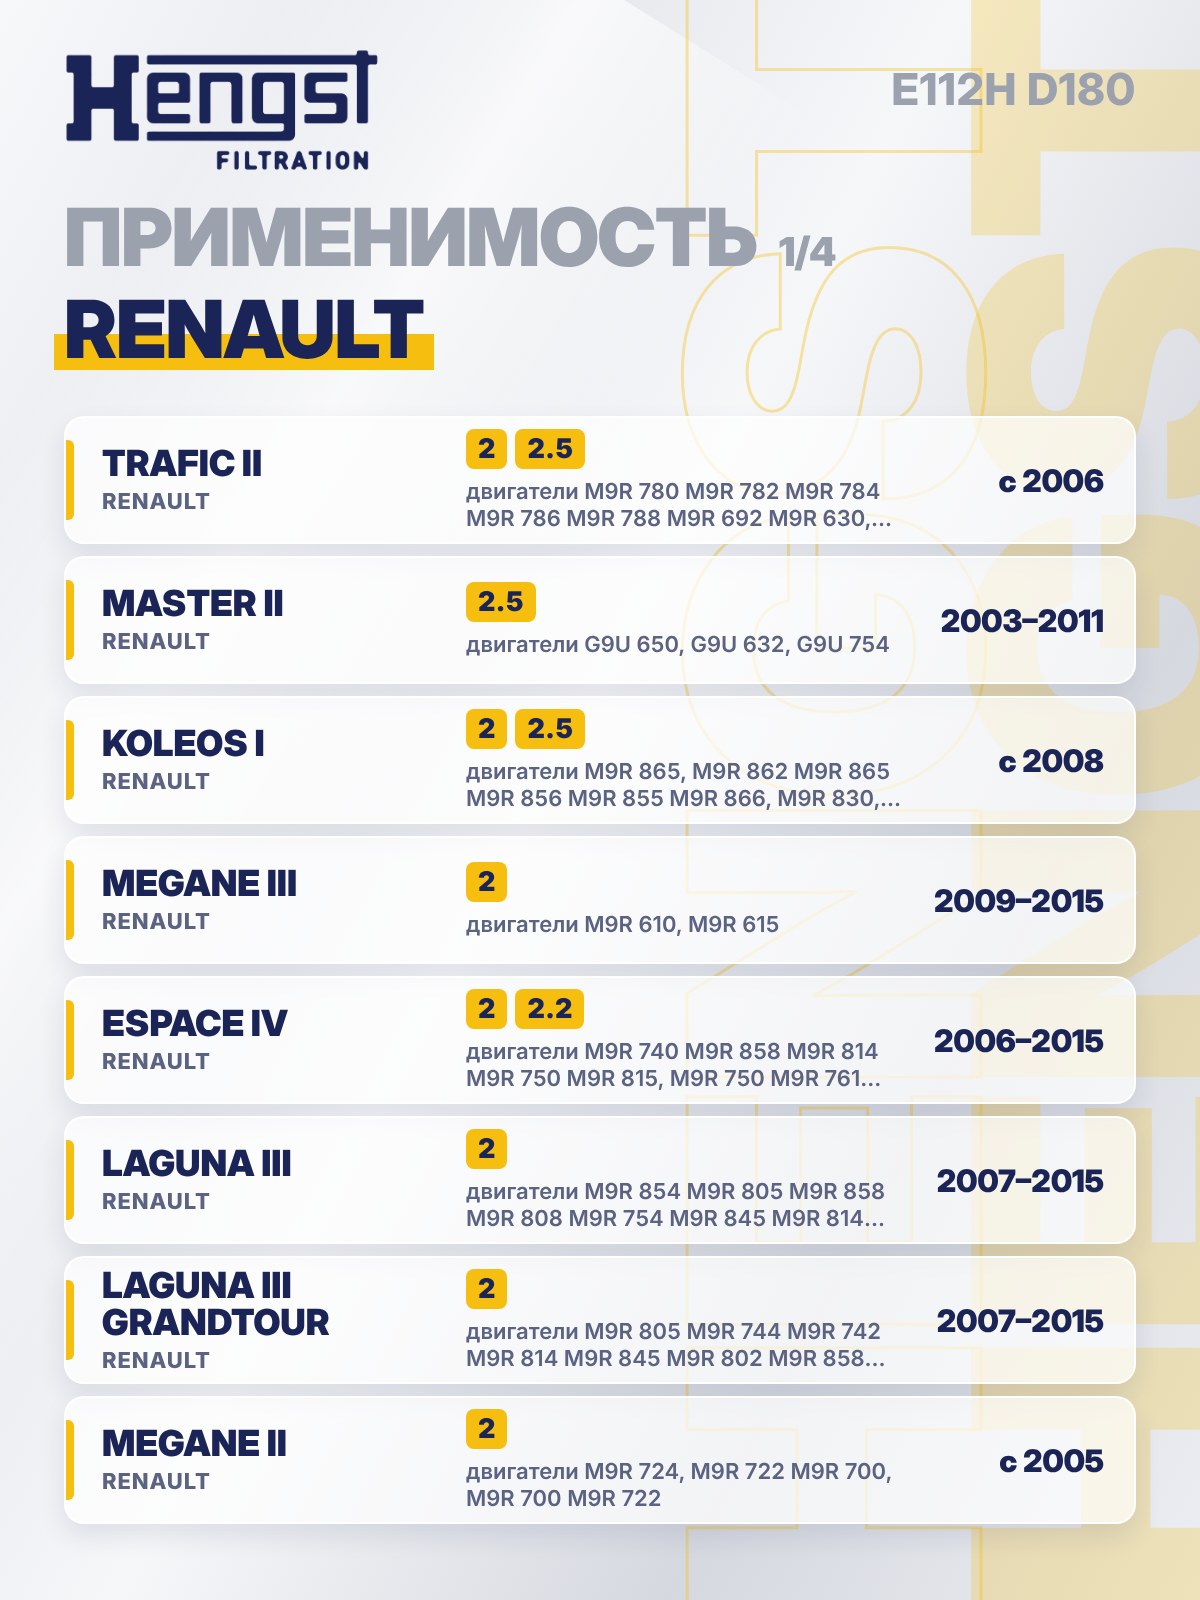 Hengst
FILTRATION
E112H D180
ПРИМЕНИМОСТЬ 1/4
RENAULT
TRAFIC II
RENAULT
2 2.5
двигатели M9R 780 M9R 782 M9R 784
M9R 786 M9R 788 M9R 692 M9R 630,...
с 2006
MASTER II
RENAULT
2.5
двигатели G9U 650, G9U 632, G9U 754
2003–2011
KOLEOS I
RENAULT
2 2.5
двигатели M9R 865, M9R 862 M9R 865
M9R 856 M9R 855 M9R 866, M9R 830,...
с 2008
MEGANE III
RENAULT
2
двигатели M9R 610, M9R 615
2009–2015
ESPACE IV
RENAULT
2 2.2
двигатели M9R 740 M9R 858 M9R 814
M9R 750 M9R 815, M9R 750 M9R 761...
2006–2015
LAGUNA III
RENAULT
2
двигатели M9R 854 M9R 805 M9R 858
M9R 808 M9R 754 M9R 845 M9R 814...
2007–2015
LAGUNA III
GRANDTOUR
RENAULT
2
двигатели M9R 805 M9R 744 M9R 742
M9R 814 M9R 845 M9R 802 M9R 858...
2007–2015
MEGANE II
RENAULT
2
двигатели M9R 724, M9R 722 M9R 700,
M9R 700 M9R 722
с 2005
HENGST
HENGST